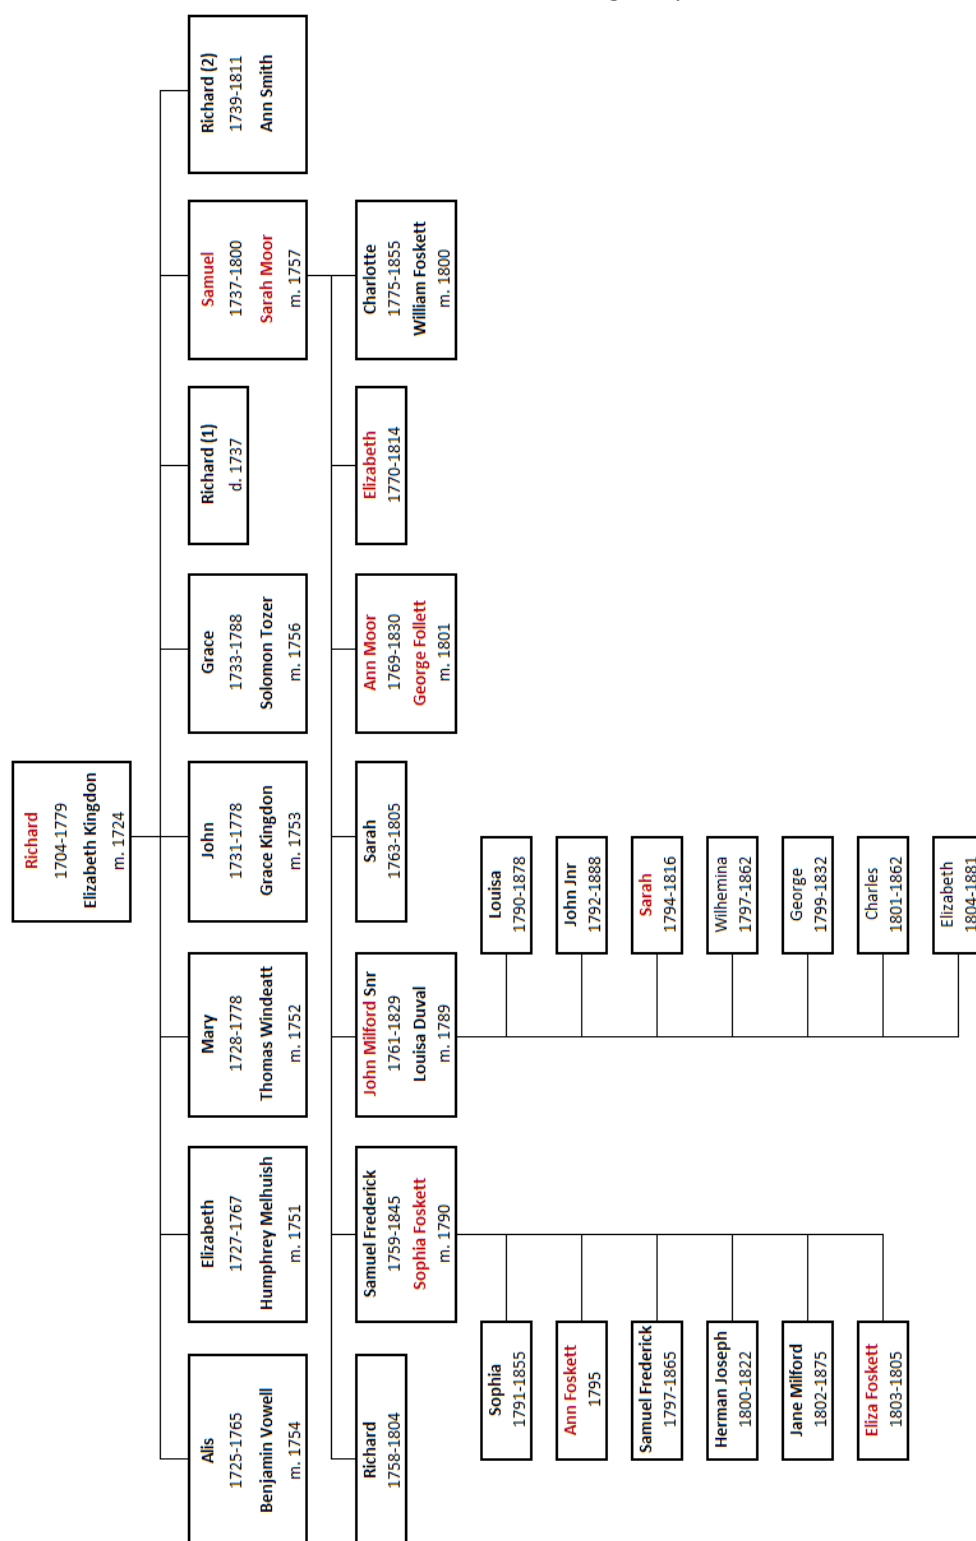 Richard
1704-1779
Elizabeth Kingdon
m. 1724
Alis
1725-1765
Benjamin Vowell
m. 1754
Elizabeth
1727-1767
Humphrey Melhuish
m. 1751
Mary
1728-1778
Thomas Windeatt
m. 1752
John
1731-1778
Grace Kingdon
m. 1753
Grace
1733-1788
Solomon Tozer
m. 1756
Richard (1)
d. 1737
Samuel
1737-1800
Sarah Moor
m. 1757
Richard (2)
1739-1811
Ann Smith
Richard
1758-1804
Samuel Frederick
1759-1845
Sophia Foskett
m. 1790
John Milford Snr
1761-1829
Louisa Duval
m. 1789
Sarah
1763-1805
Ann Moor
1769-1830
George Follett
m. 1801
Elizabeth
1770-1814
Charlotte
1775-1855
William Foskett
m. 1800
Sophia
1791-1855
Ann Foskett
1795
Samuel Frederick
1797-1865
Herman Joseph
1800-1822
Jane Milford
1802-1875
Eliza Foskett
1803-1805
Louisa
1790-1878
John Jnr
1792-1888
Sarah
1794-1816
Wilhemina
1797-1862
George
1799-1832
Charles
1801-1862
Elizabeth
1804-1881